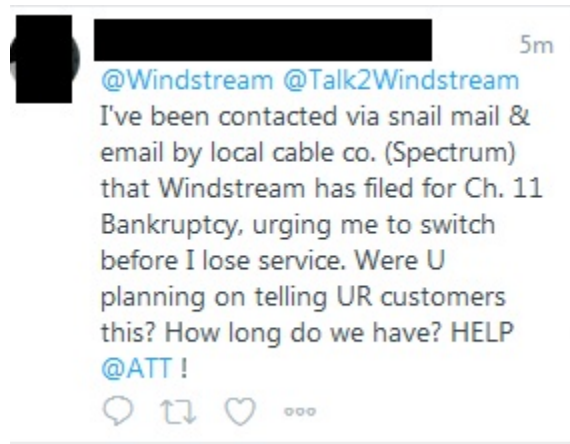 5m
@Windstream @Talk2Windstream
I've been contacted via snail mail &
email by local cable co. (Spectrum)
that Windstream has filed for Ch. 11
Bankruptcy, urging me to switch
before I lose service. Were U
planning on telling UR customers
this? How long do we have? HELP
@ATT !